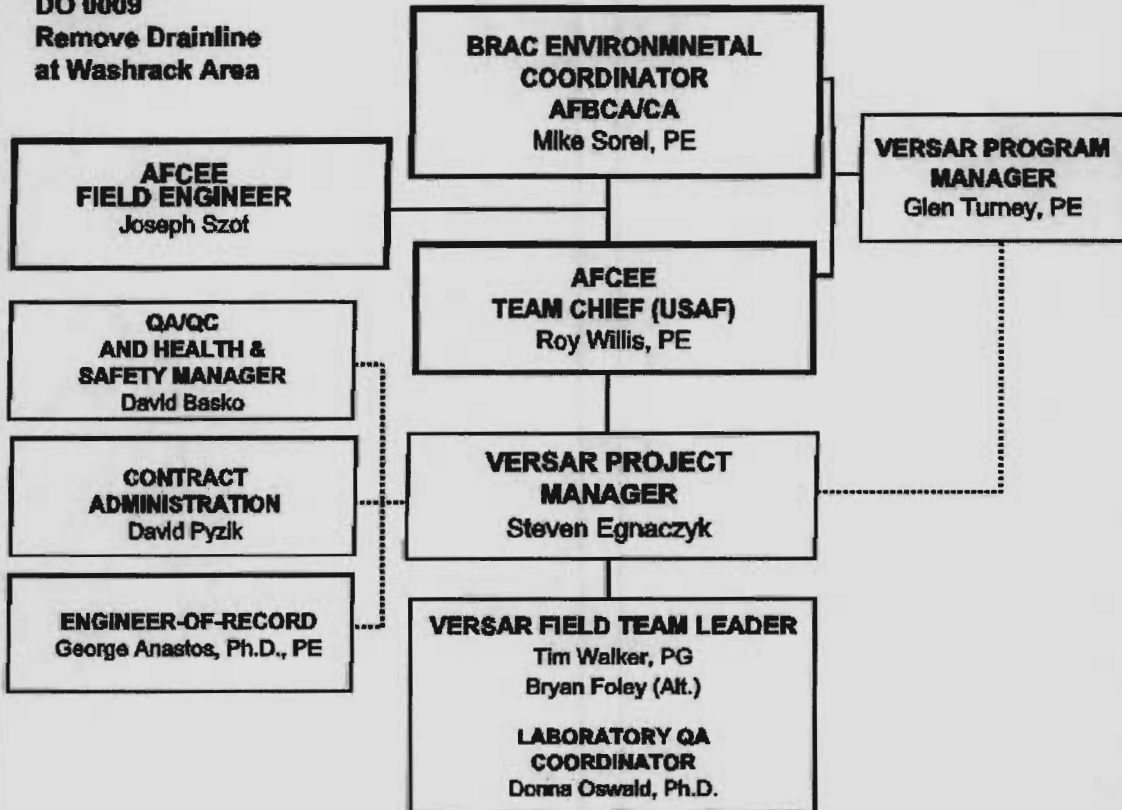 DO 0009
Remove Drainline
at Washrack Area
BRAC ENVIRONMNETAL
COORDINATOR
AFBCA/CA
Mike Sorel, PE
AFCEE
FIELD ENGINEER
Joseph Szot
VERSAR PROGRAM
MANAGER
Glen Turney, PE
AFCEE
TEAM CHIEF (USAF)
Roy Willis, PE
QA/QC
AND HEALTH &
SAFETY MANAGER
David Basko
CONTRACT
ADMINISTRATION
David Pyzik
VERSAR PROJECT
MANAGER
Steven Egnaczyk
ENGINEER-OF-RECORD
George Anastos, Ph.D., PE
VERSAR FIELD TEAM LEADER
Tim Walker, PG
Bryan Foley (Alt.)
LABORATORY QA
COORDINATOR
Donna Oswald, Ph.D.